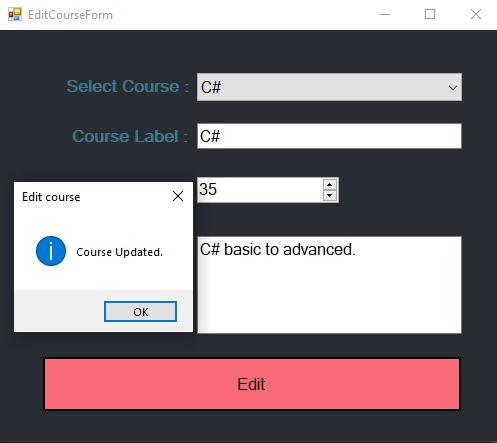 EditCourseForm
Select Course : C#
Course Label : C#
35
Edit course
Course Updated.
OK
C# basic to advanced.
Edit